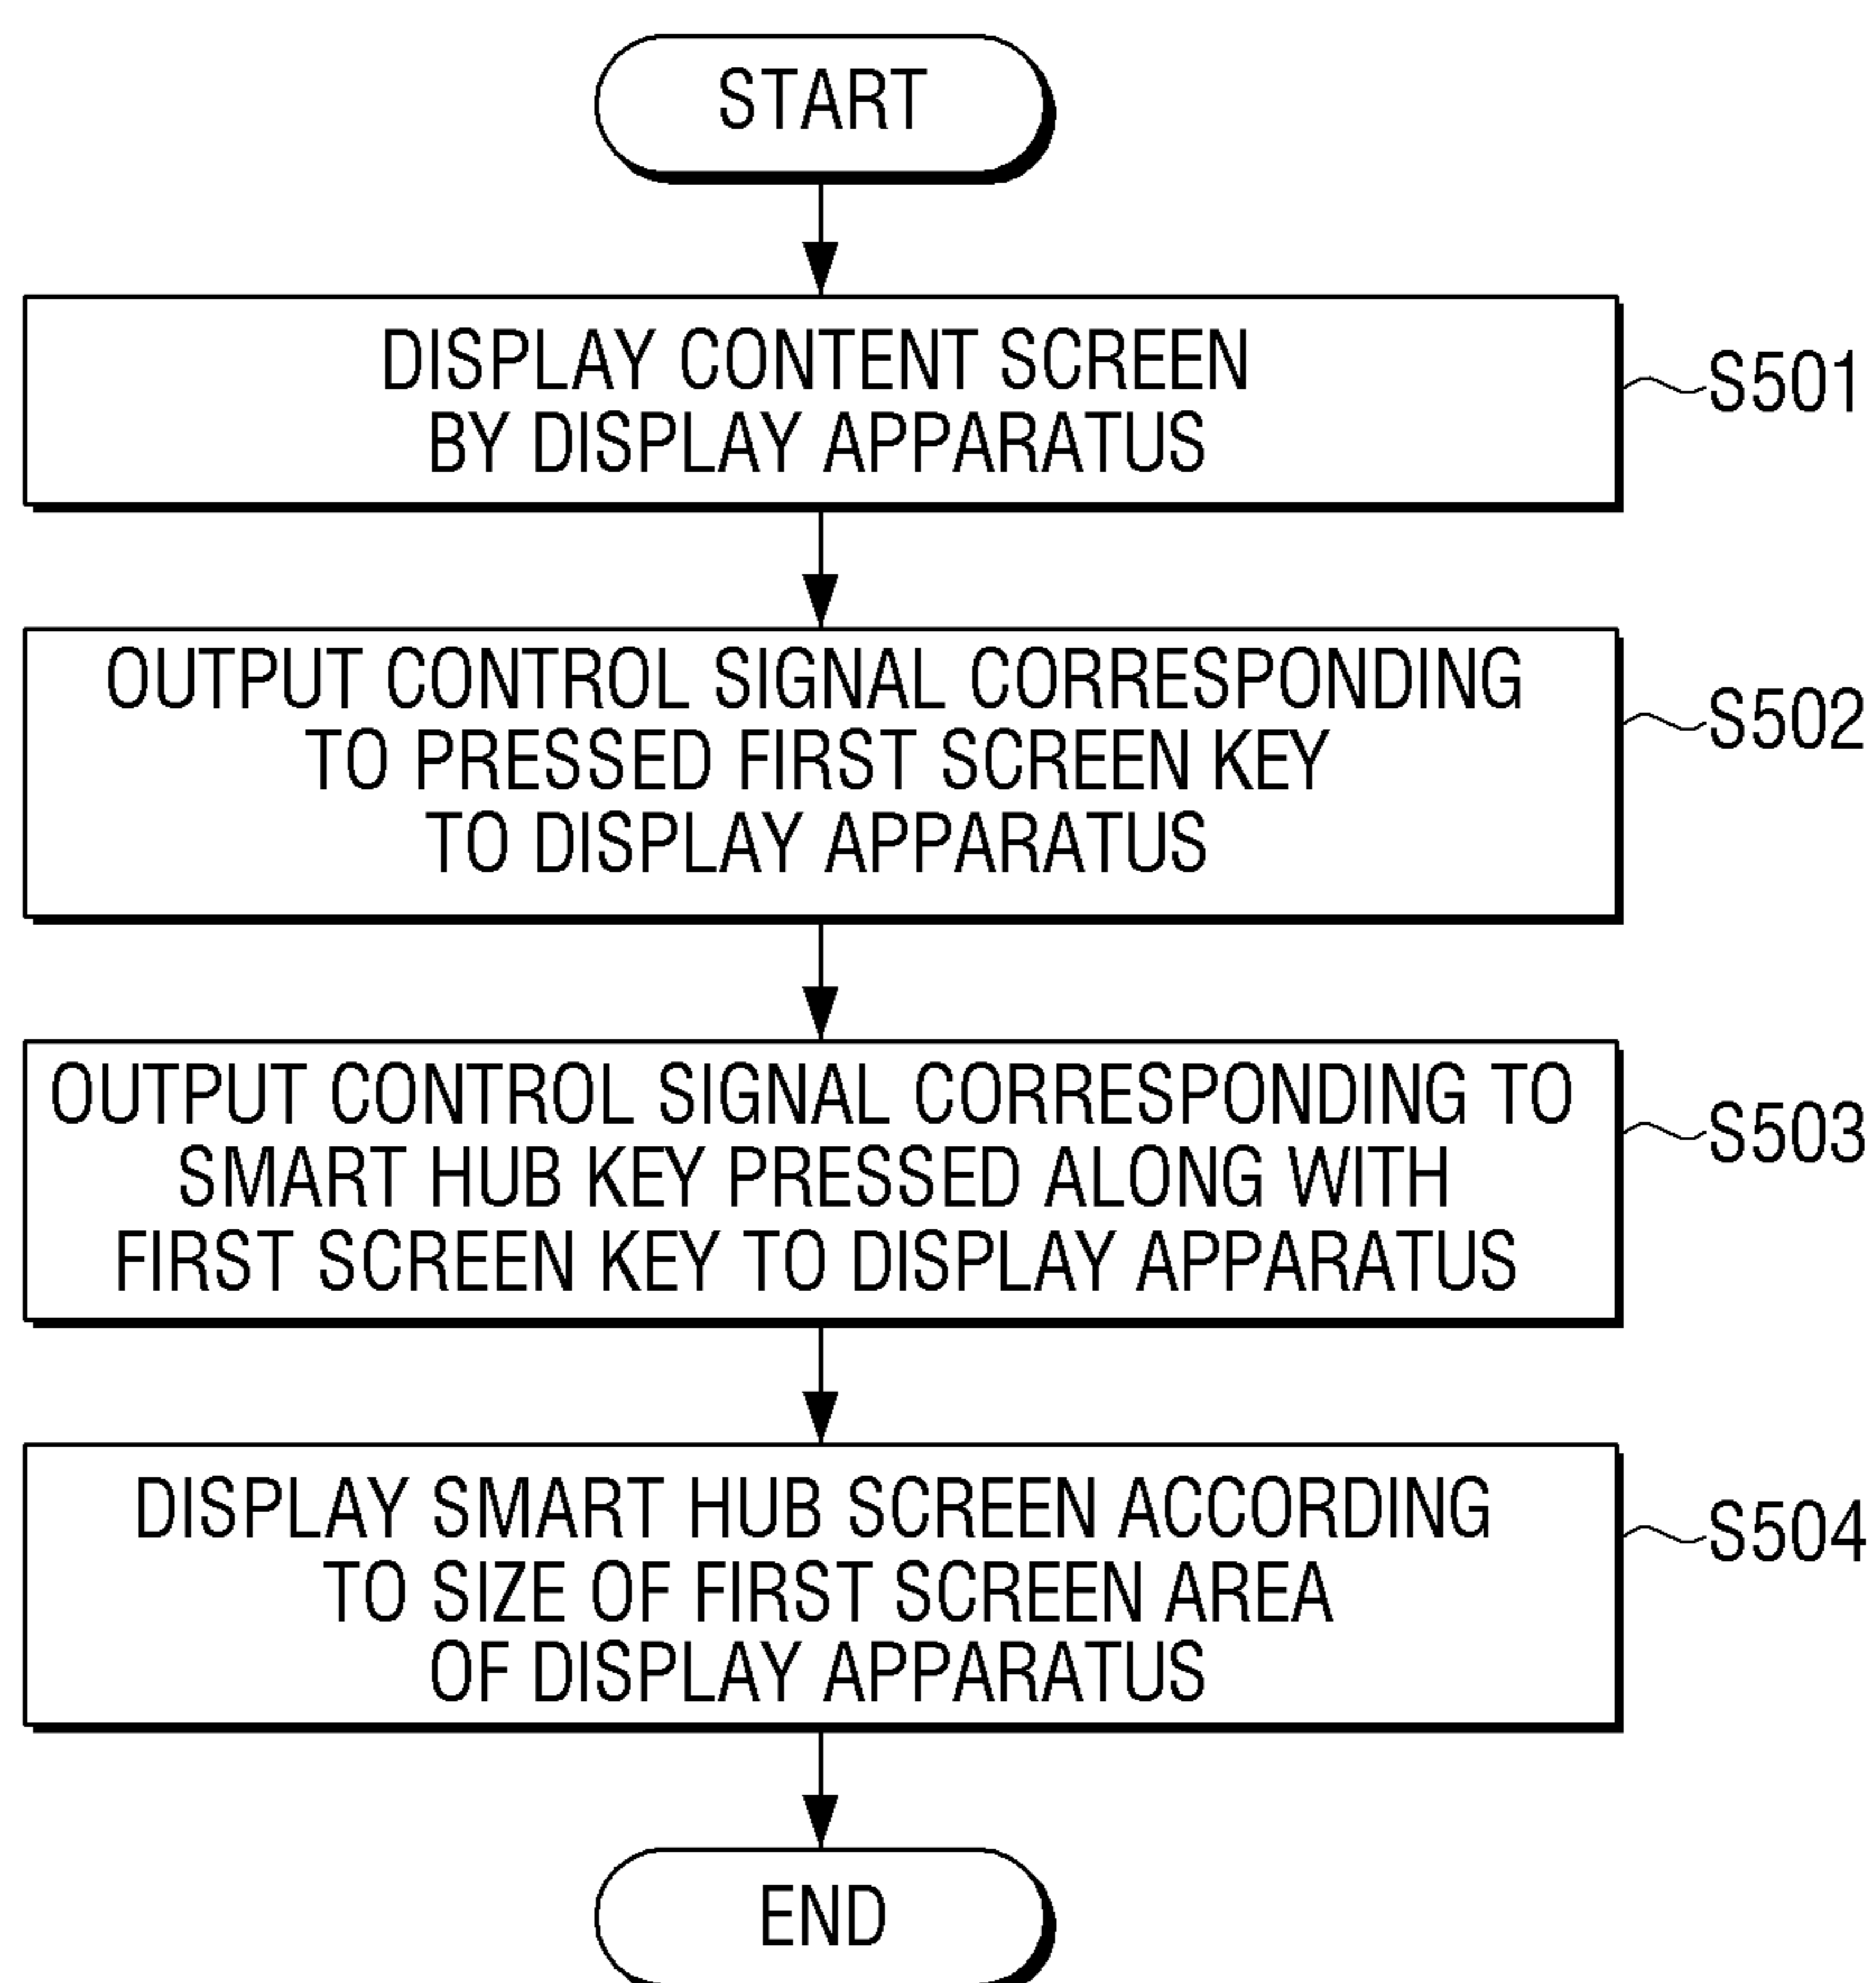 START
DISPLAY CONTENT SCREEN
BY DISPLAY APPARATUS
S501
OUTPUT CONTROL SIGNAL CORRESPONDING
TO PRESSED FIRST SCREEN KEY
TO DISPLAY APPARATUS
S502
OUTPUT CONTROL SIGNAL CORRESPONDING TO
SMART HUB KEY PRESSED ALONG WITH
FIRST SCREEN KEY TO DISPLAY APPARATUS
S503
DISPLAY SMART HUB SCREEN ACCORDING
TO SIZE OF FIRST SCREEN AREA
OF DISPLAY APPARATUS
S504
END